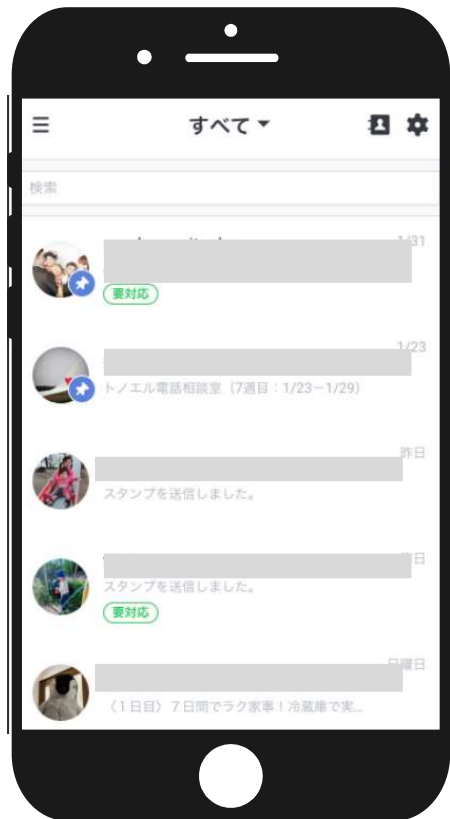 すべて
検索
1/31
要対応
1/23
トノエル電話相談室（7週目：1/23－1/29）
昨日
スタンプを送信しました。
スタンプを送信しました。
要対応
日曜日
〈1日目〉7日間でラク家事！冷蔵庫で実...